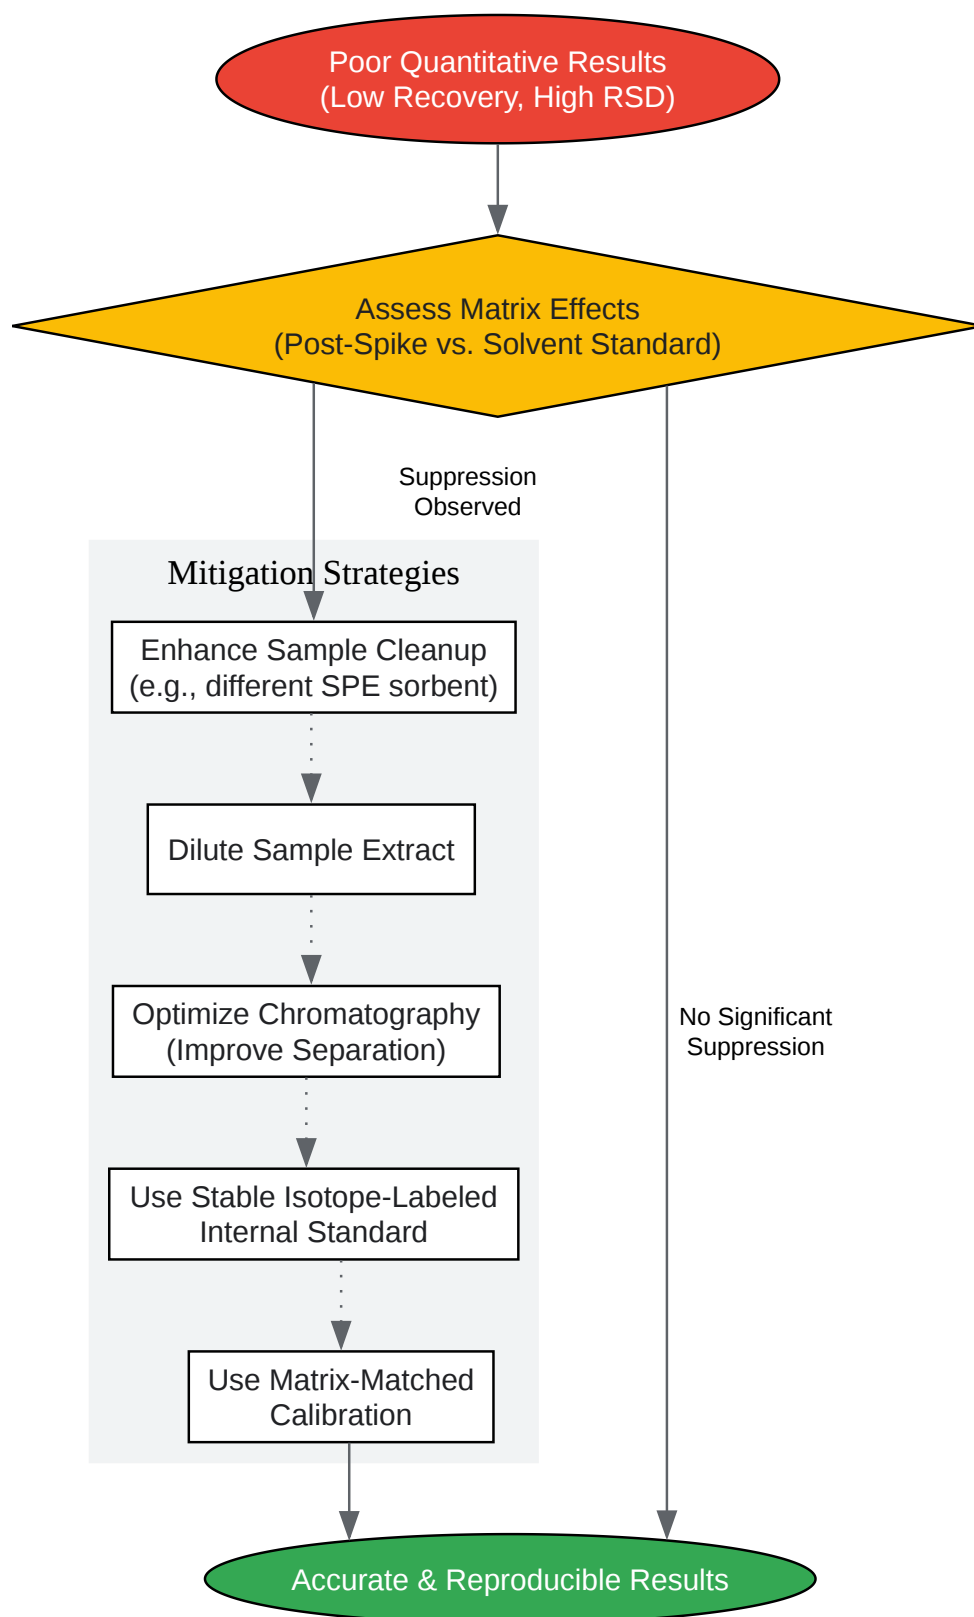 Poor Quantitative Results
(Low Recovery, High RSD)
Assess Matrix Effects
(Post-Spike vs. Solvent Standard)
Suppression
Observed
Mitigation Strategies
Enhance Sample Cleanup
(e.g., different SPE sorbent)
Dilute Sample Extract
Optimize Chromatography
(Improve Separation)
No Significant
Suppression
Use Stable Isotope-Labeled
Internal Standard
Use Matrix-Matched
Calibration
Accurate & Reproducible Results